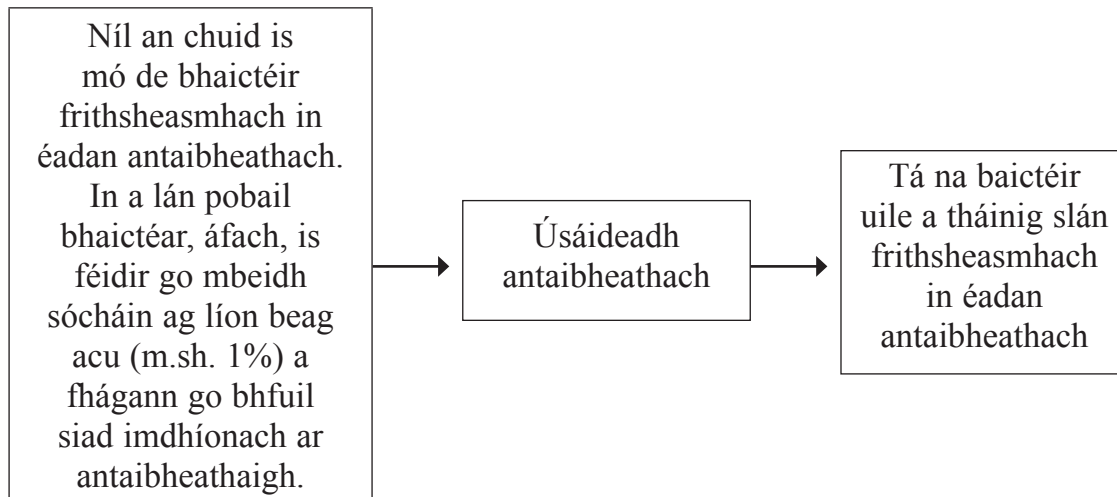 Níl an chuid is
mó de bhaictéir
frithsheasmhach in
éadan antaibheathach.
In a lán pobail
bhaictéar, áfach, is
féidir go mbeidh
sócháin ag líon beag
acu (m.sh. 1%) a
fhágann go bhfuil
siad imdhíonach ar
antaibheathaigh.
Úsáideadh
antaibheathach
Tá na baictéir
uile a tháinig slán
frithsheasmhach
in éadan
antaibheathach